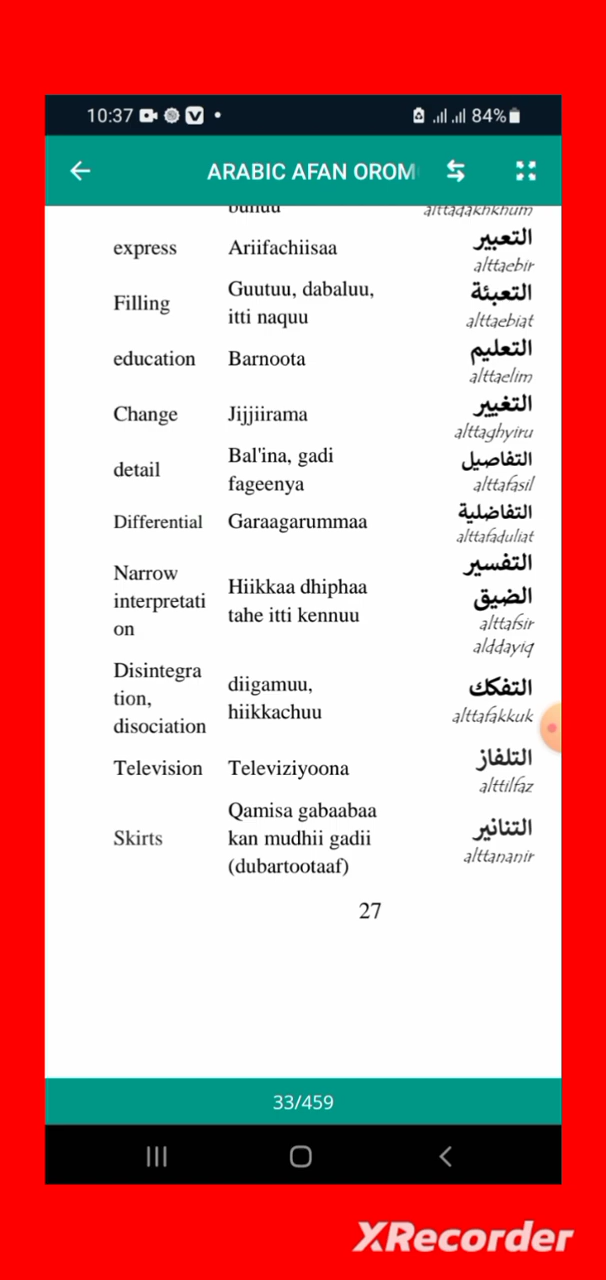 10:37
84%
ARABIC AFAN OROM
alttadakhkhum
express Ariifachiisaa التعبير
alttaebir
Filling Guutuu, dabaluu, التعبئة
itti naquu alttaebiat
education Barnoota التعليم
alttaelim
Change Jijjiirama التغيير
alttaghyiru
detail Bal'ina, gadi التفاصيل
fageenya alttafasil
Differential Garaagarummaa التفاضلية
alttafaduliat
Narrow Hiikkaa dhiphaa التفسير
interpretati tahe itti kennuu الضيق
on alttafsir
alddayiq
Disintegra diigamuu, التفكك
tion, hiikkachuu alttafakkuk
disociation
Television Televiziyoona التلفاز
alttilfaz
Qamisa gabaabaa
Skirts kan mudhii gadii التنانير
(dubartootaaf) alttananir
27
33/459
XRecorder